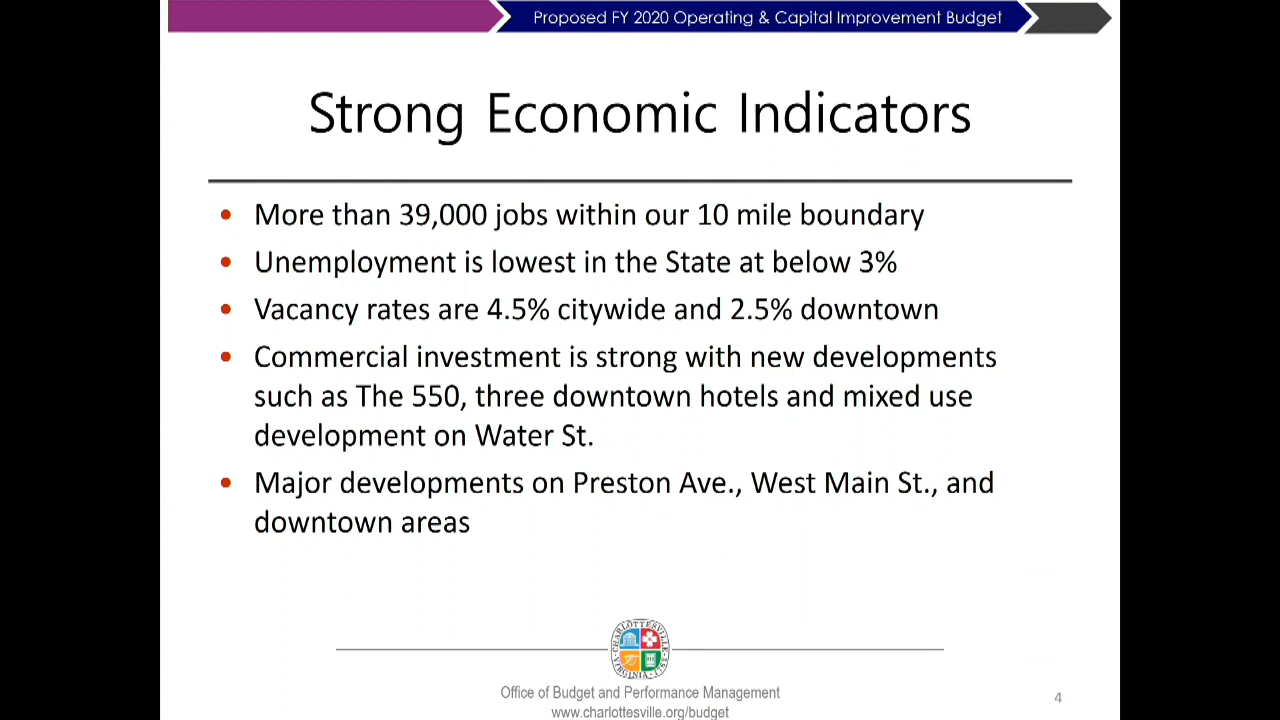 Proposed FY 2020 Operating & Capital Improvement Budget
Strong Economic Indicators
• More than 39,000 jobs within our 10 mile boundary
• Unemployment is lowest in the State at below 3%
• Vacancy rates are 4.5% citywide and 2.5% downtown
• Commercial investment is strong with new developments
such as The 550, three downtown hotels and mixed use
development on Water St.
• Major developments on Preston Ave., West Main St., and
downtown areas
CHARLOTTESVILLE
VIRGINIA 1762
Office of Budget and Performance Management
www.charlottesville.org/budget
4